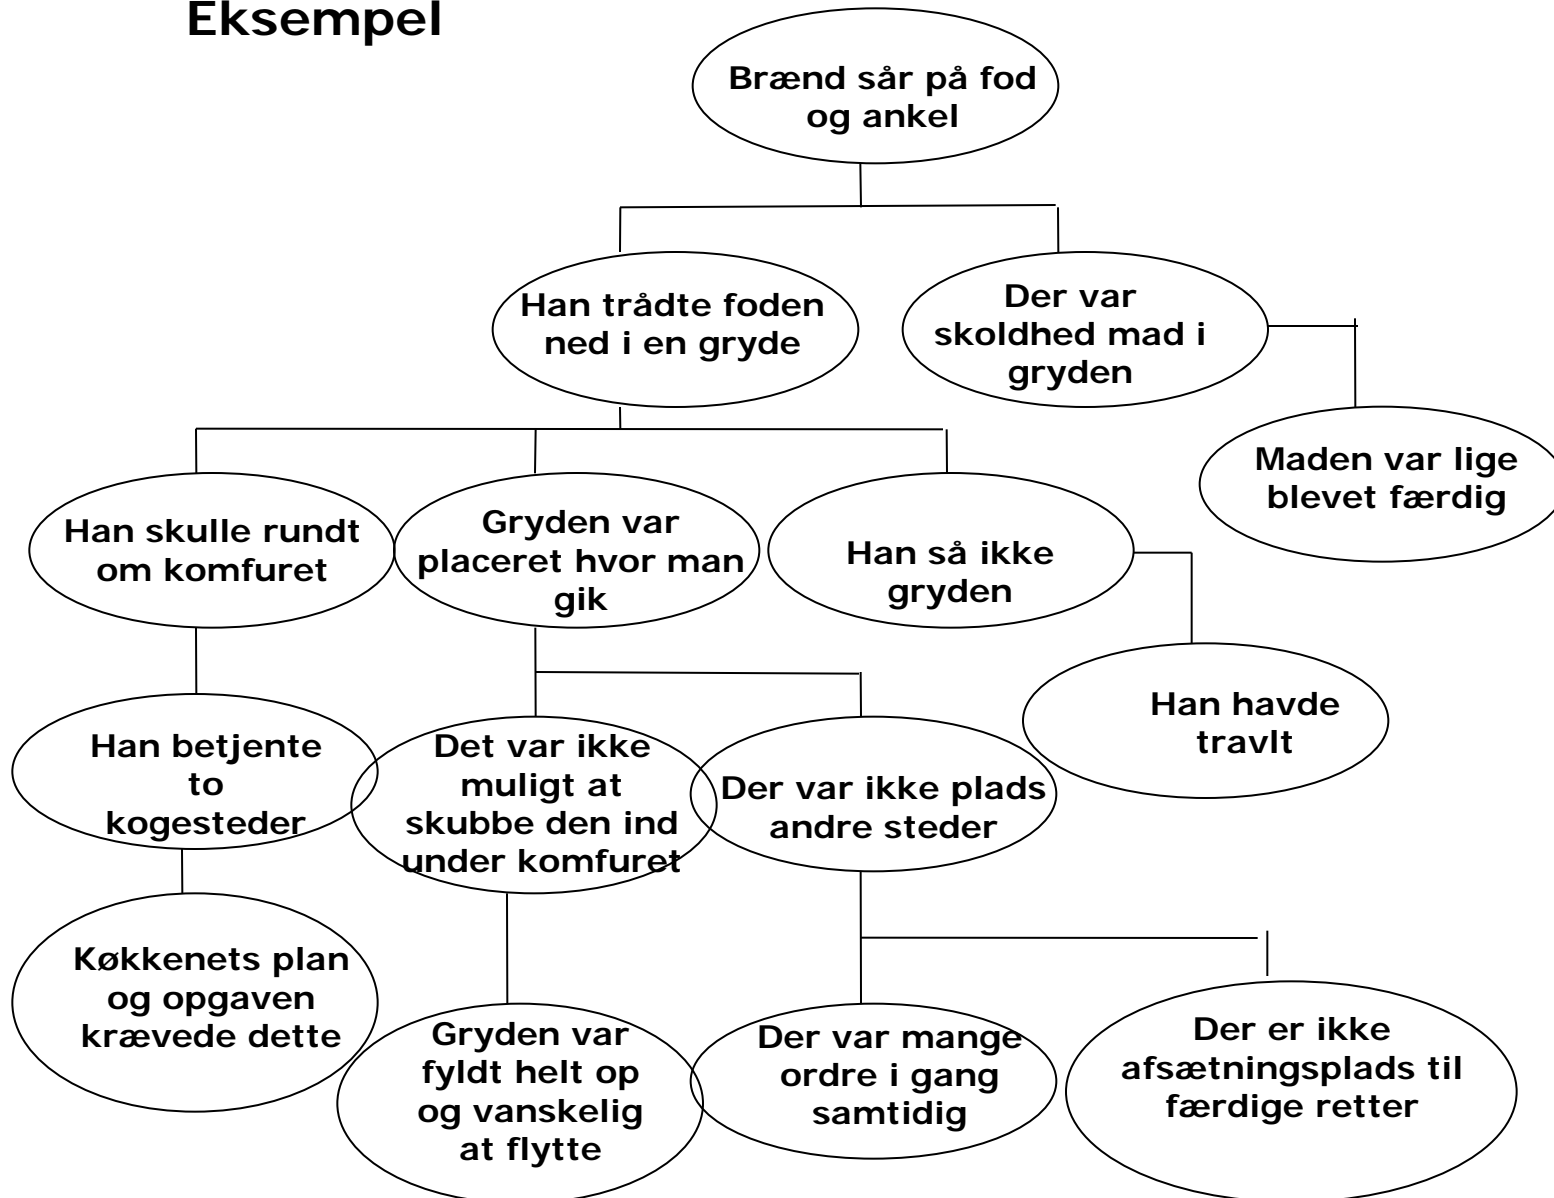 Eksempel
Brænd sår på fod
og ankel
Han trådte foden
ned i en gryde
Der var
skoldhed mad i
gryden
Maden var lige
blevet færdig
Han skulle rundt
om komfuret
Gryden var
placeret hvor man
gik
Han så ikke
gryden
Han havde
travlt
Han betjente
to
kogesteder
Det var ikke
muligt at
skubbe den ind
under komfuret
Der var ikke plads
andre steder
Køkkenets plan
og opgaven
krævede dette
Gryden var
fyldt helt op
og vanskelig
at flytte
Der var mange
ordre i gang
samtidig
Der er ikke
afsætningsplads til
færdige retter